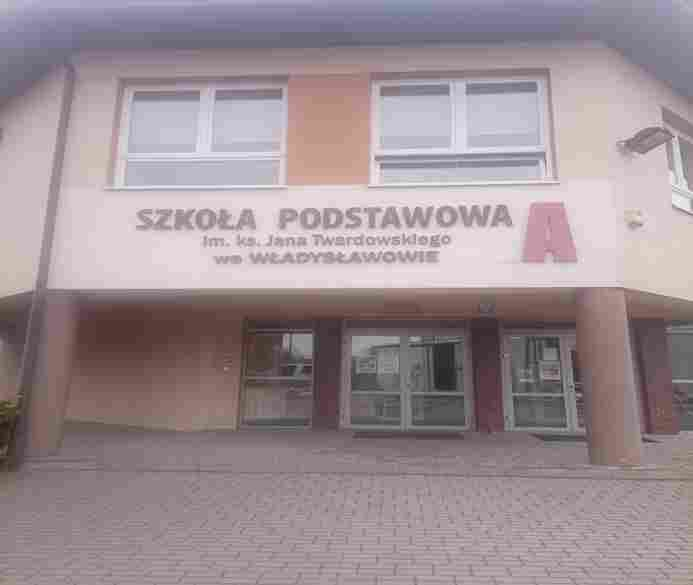 SZKOŁA PODSTAWOWA A
im. ks. Jana Twardowskiego
we WŁADYSŁAWOWIE